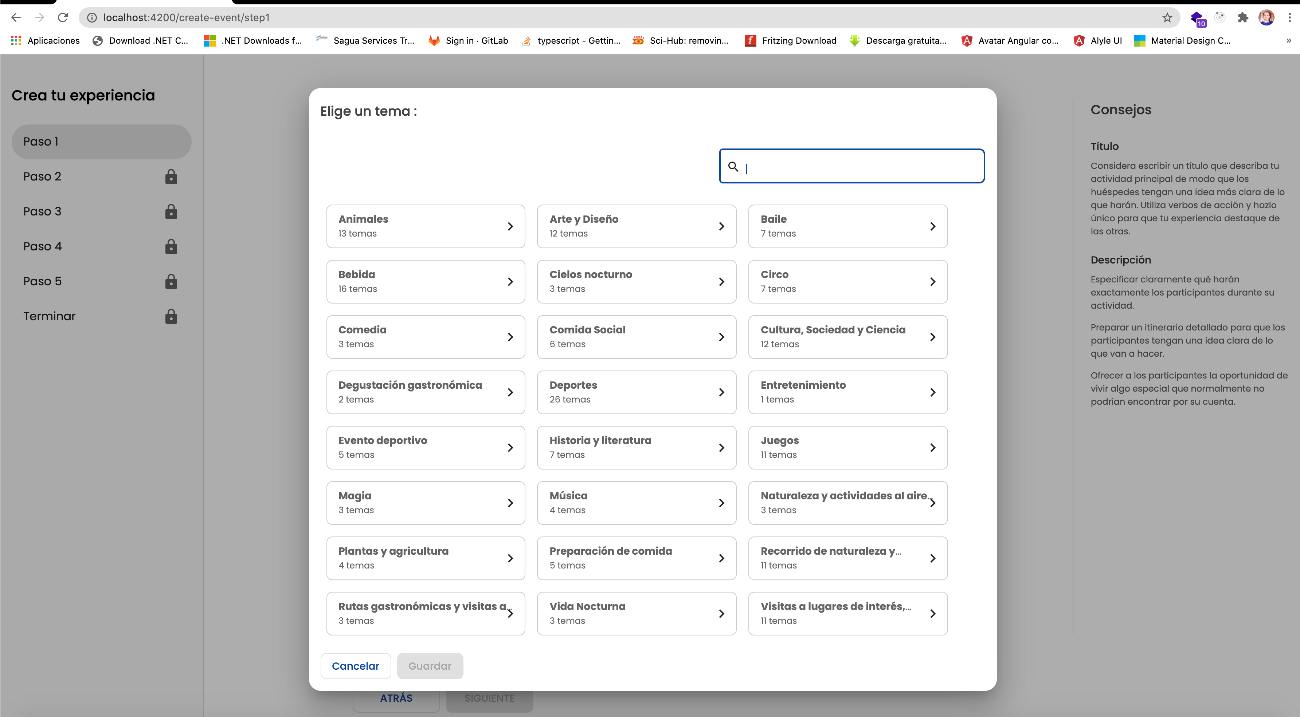 localhost:4200/create-event/step1
10
Aplicaciones
Download .NET C...
.NET Downloads f...
Sagua Services Tr...
Sign in · GitLab
typescript - Gettin...
Sci-Hub: removin...
Fritzing Download
Descarga gratuita...
Avatar Angular co...
Alyle UI
Material Design C...
»
Crea tu experiencia
Paso 1
Paso 2
Paso 3
Paso 4
Paso 5
Terminar
Elige un tema :
Animales
13 temas
Arte y Diseño
12 temas
Baile
7 temas
Bebida
16 temas
Cielos nocturno
3 temas
Circo
7 temas
Comedia
3 temas
Comida Social
6 temas
Cultura, Sociedad y Ciencia
12 temas
Degustación gastronómica
2 temas
Deportes
26 temas
Entretenimiento
1 temas
Evento deportivo
5 temas
Historia y literatura
7 temas
Juegos
11 temas
Magia
3 temas
Música
4 temas
Naturaleza y actividades al aire...
3 temas
Plantas y agricultura
4 temas
Preparación de comida
5 temas
Recorrido de naturaleza y...
11 temas
Rutas gastronómicas y visitas a...
3 temas
Vida Nocturna
3 temas
Visitas a lugares de interés,...
11 temas
Cancelar
Guardar
ATRÁS
SIGUIENTE
Consejos
Título
Considera escribir un título que describa tu
actividad principal de modo que los
huéspedes tengan una idea más clara de lo
que harán. Utiliza verbos de acción y hazlo
único para que tu experiencia destaque de
las otras.
Descripción
Especificar claramente qué harán
exactamente los participantes durante su
actividad.
Preparar un itinerario detallado para que los
participantes tengan una idea clara de lo
que van a hacer.
Ofrecer a los participantes la oportunidad de
vivir algo especial que normalmente no
podrían encontrar por su cuenta.